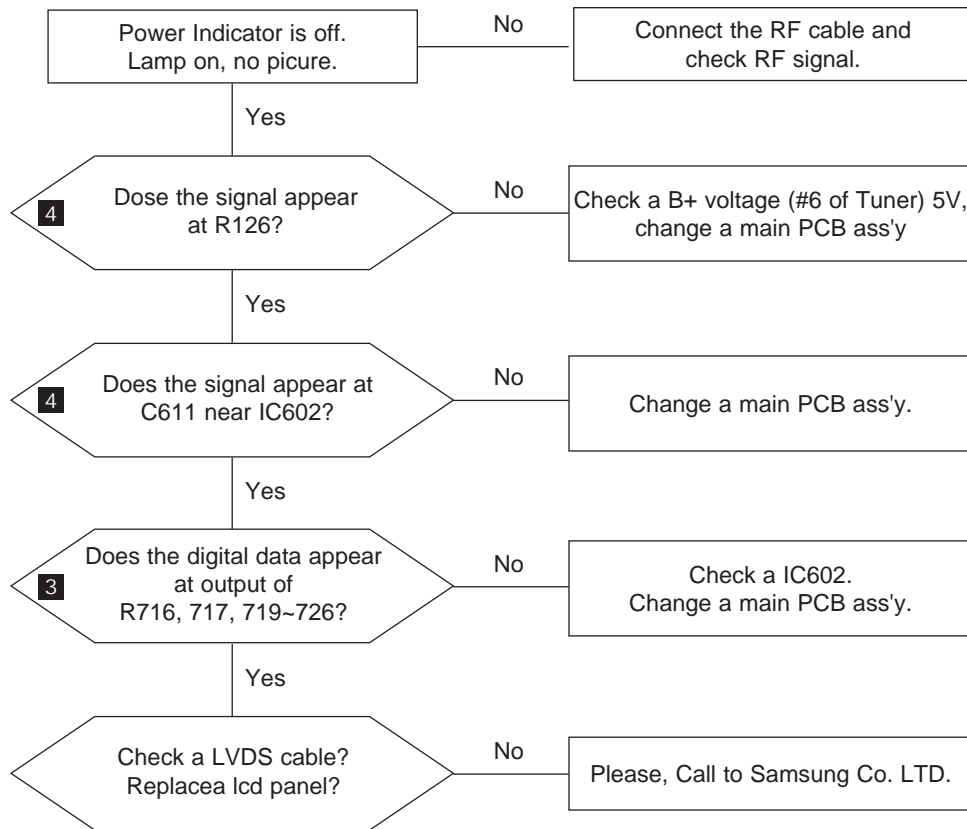 Power Indicator is off.
Lamp on, no picure.
No
Connect the RF cable and
check RF signal.
Yes
4
Dose the signal appear
at R126?
No
Check a B+ voltage (#6 of Tuner) 5V,
change a main PCB ass'y
Yes
4
Does the signal appear at
C611 near IC602?
No
Change a main PCB ass'y.
Yes
3
Does the digital data appear
at output of
R716, 717, 719~726?
No
Check a IC602.
Change a main PCB ass'y.
Yes
Check a LVDS cable?
Replacea lcd panel?
No
Please, Call to Samsung Co. LTD.